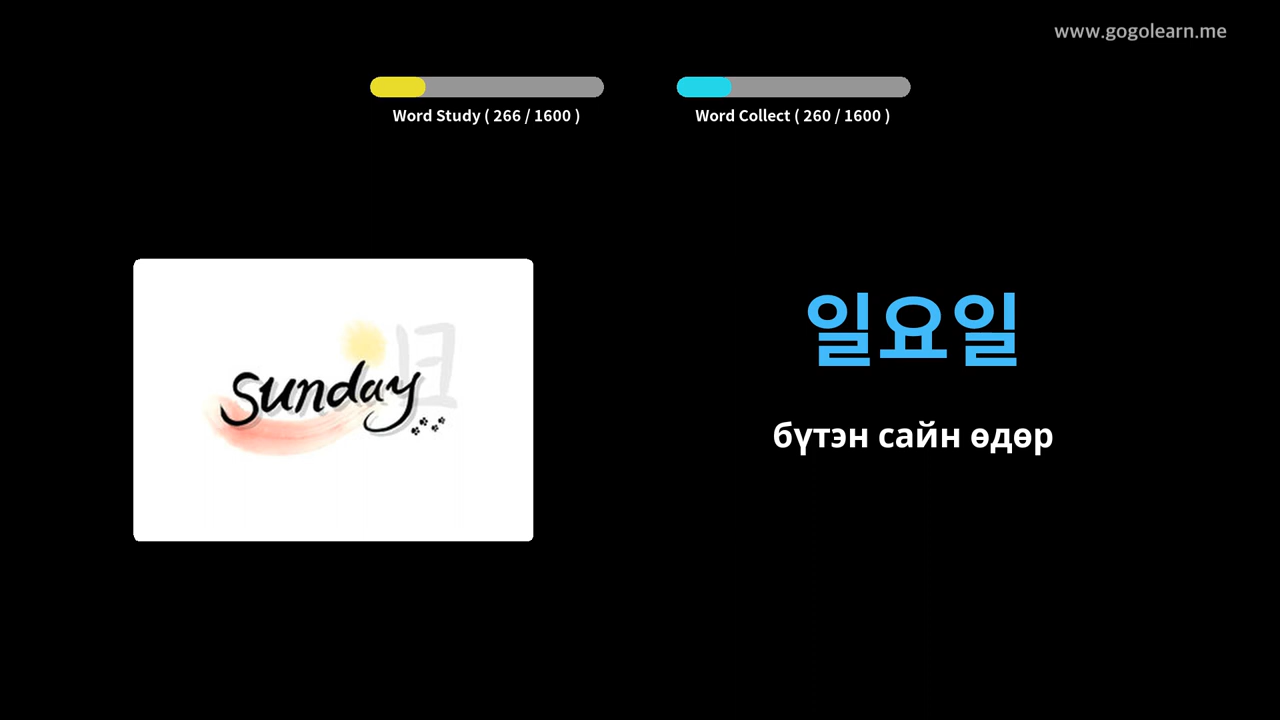 www.gogolearn.me
Word Study ( 266 / 1600 )
Word Collect ( 260 / 1600 )
Sunday
일요일
бүтэн сайн өдөр